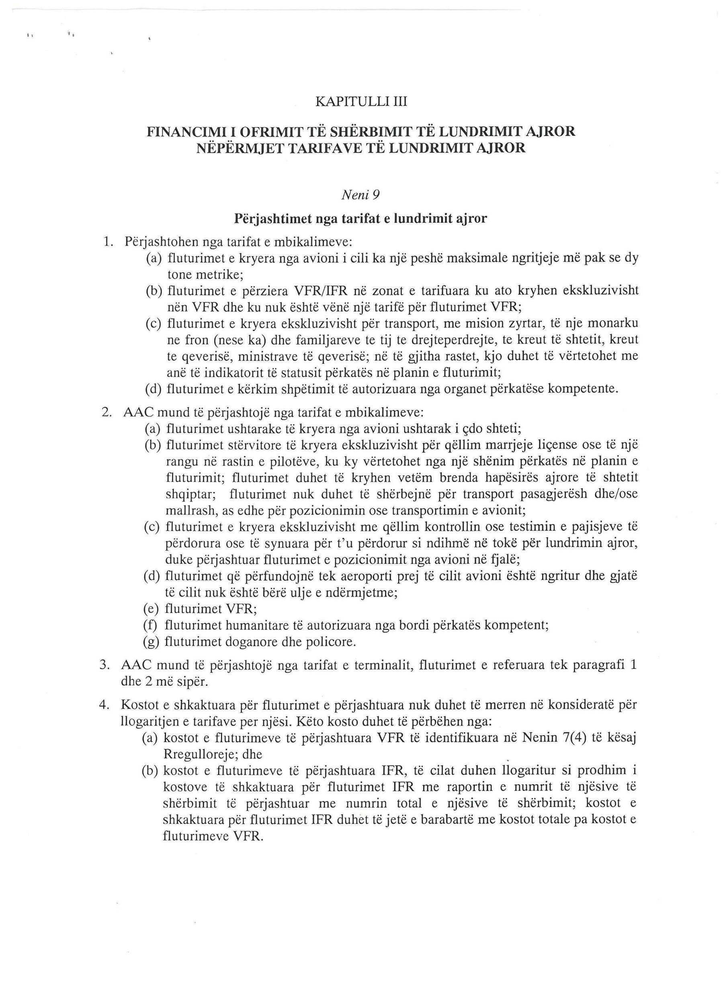 KAPITULLI III
FINANCIMI I OFRIMIT TË SHËRBIMIT TË LUNDRIMIT AJROR
NËPËRMJET TARIFAVE TË LUNDRIMIT AJROR
Neni 9
Përjashtimet nga tarifat e lundrimit ajror
1. Përjashtohen nga tarifat e mbikalimeve:
(a) fluturimet e kryera nga avioni i cili ka një peshë maksimale ngritjeje më pak se dy
tone metrike;
(b) fluturimet e përziera VFR/IFR në zonat e tarifuara ku ato kryhen ekskluzivisht
nën VFR dhe ku nuk është vënë një tarifë për fluturimet VFR;
(c) fluturimet e kryera ekskluzivisht për transport, me mision zyrtar, të nje monarku
ne fron (nese ka) dhe familjareve te tij te drejteperdrejte, te kreut të shtetit, kreut
te qeverisë, ministrave të qeverisë; në të gjitha rastet, kjo duhet të vërtetohet me
anë të indikatorit të statusit përkatës në planin e fluturimit;
(d) fluturimet e kërkim shpëtimit të autorizuara nga organet përkatëse kompetente.
2. AAC mund të përjashtojë nga tarifat e mbikalimeve:
(a) fluturimet ushtarake të kryera nga avioni ushtarak i çdo shteti;
(b) fluturimet stërvitore të kryera ekskluzivisht për qëllim marrjeje liçense ose të një
rangu në rastin e pilotëve, ku ky vërtetohet nga një shënim përkatës në planin e
fluturimit; fluturimet duhet të kryhen vetëm brenda hapësirës ajrore të shtetit
shqiptar; fluturimet nuk duhet të shërbejnë për transport pasagjerësh dhe/ose
mallrash, as edhe për pozicionimin ose transportimin e avionit;
(c) fluturimet e kryera ekskluzivisht me qëllim kontrollin ose testimin e pajisjeve të
përdorura ose të synuara për t’u përdorur si ndihmë në tokë për lundrimin ajror,
duke përjashtuar fluturimet e pozicionimit nga avioni në fjalë;
(d) fluturimet që përfundojnë tek aeroporti prej të cilit avioni është ngritur dhe gjatë
të cilit nuk është bërë ulje e ndërmjetme;
(e) fluturimet VFR;
(f) fluturimet humanitare të autorizuara nga bordi përkatës kompetent;
(g) fluturimet doganore dhe policore.
3. AAC mund të përjashtojë nga tarifat e terminalit, fluturimet e referuara tek paragrafi 1
dhe 2 më sipër.
4. Kostot e shkaktuara për fluturimet e përjashtuara nuk duhet të merren në konsideratë për
llogaritjen e tarifave per njësi. Këto kosto duhet të përbëhen nga:
(a) kostot e fluturimeve të përjashtuara VFR të identifikuara në Nenin 7(4) të kësaj
Rregulloreje; dhe
(b) kostot e fluturimeve të përjashtuara IFR, të cilat duhen llogaritur si prodhim i
kostove të shkaktuara për fluturimet IFR me raportin e numrit të njësive të
shërbimit të përjashtuar me numrin total e njësive të shërbimit; kostot e
shkaktuara për fluturimet IFR duhet të jetë e barabartë me kostot totale pa kostot e
fluturimeve VFR.